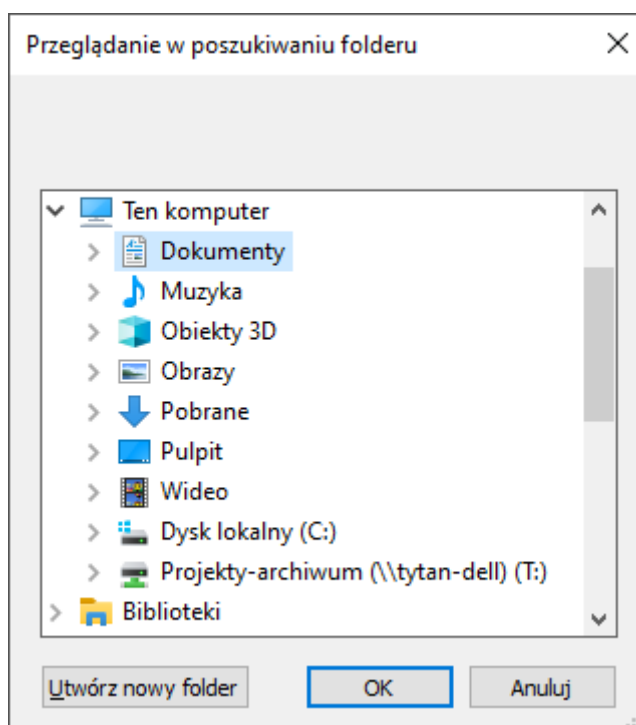 Przeglądanie w poszukiwaniu folderu
Ten komputer
Dokumenty
Muzyka
Obiekty 3D
Obrazy
Pobrane
Pulpit
Wideo
Dysk lokalny (C:)
Projekty-archiwum (\\tytan-dell) (T:)
Biblioteki
Utwórz nowy folder OK Anuluj